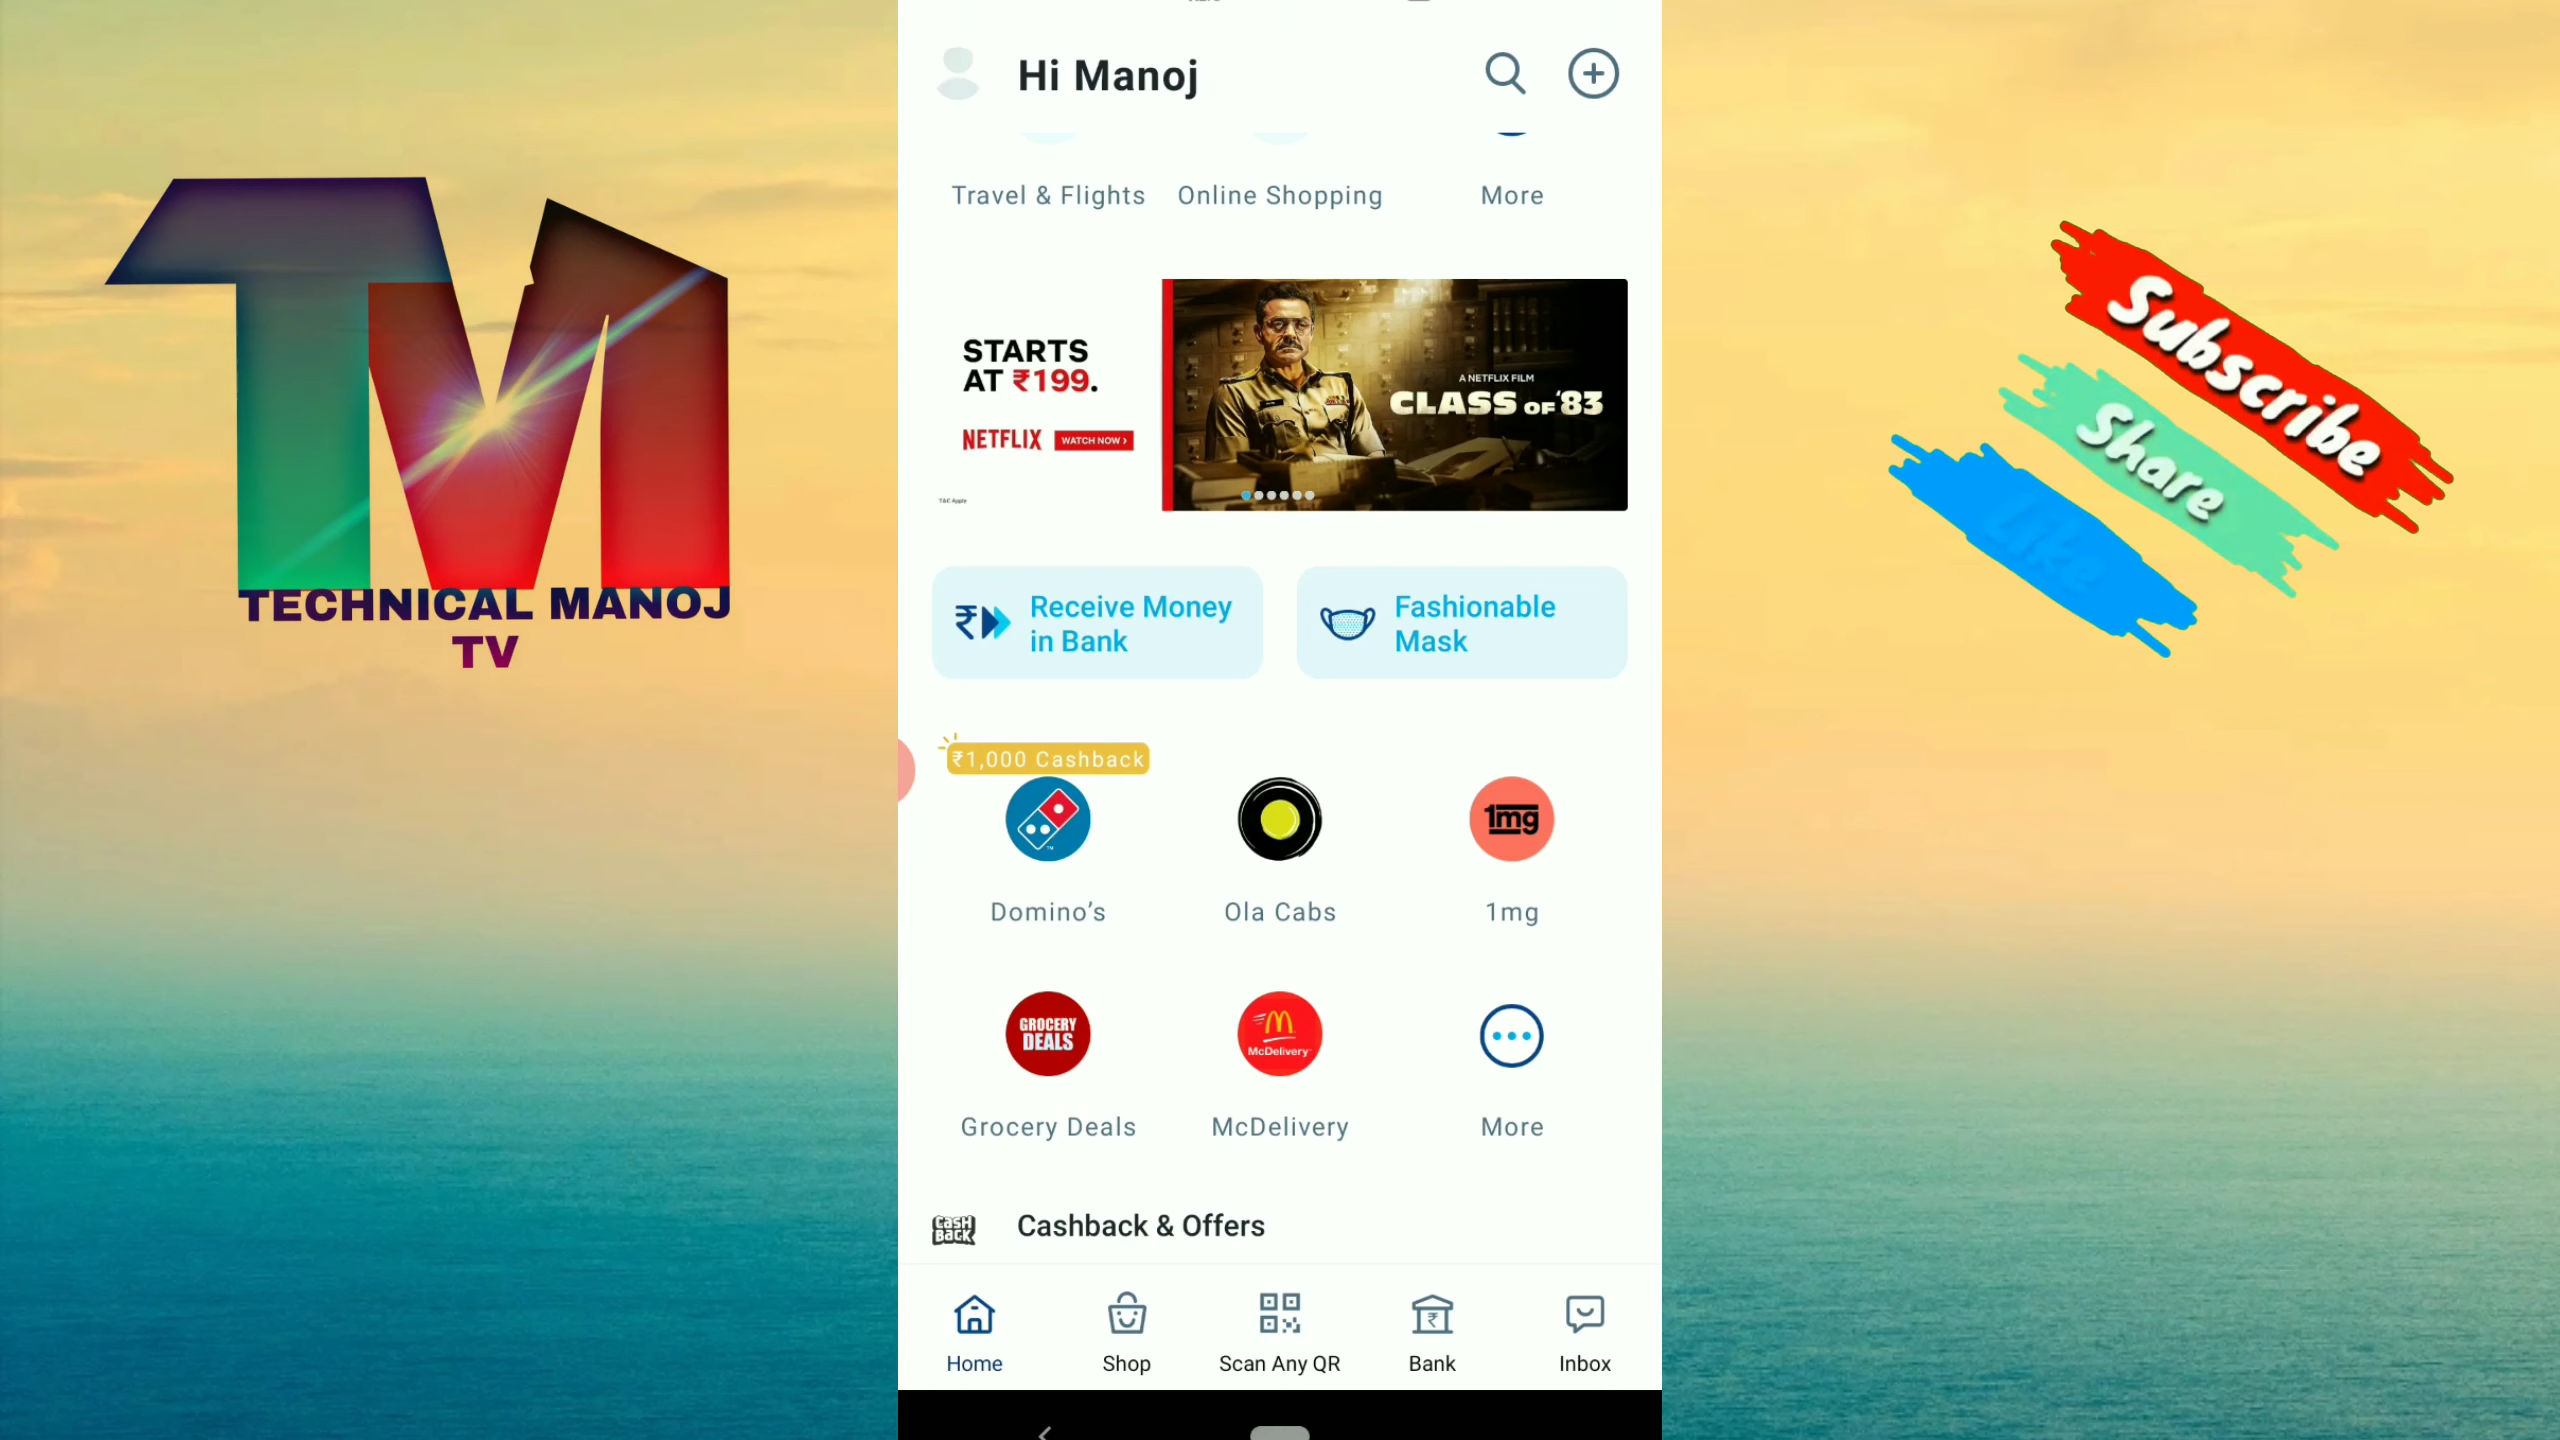 TECHNICAL MANOJ
TV
Hi Manoj
Travel & Flights
Online Shopping
More
STARTS
AT ₹199.
NETFLIX
WATCH NOW ›
T&C Apply
A NETFLIX FILM
CLASS OF '83
Receive Money
in Bank
Fashionable
Mask
₹1,000 Cashback
1mg
Domino's
Ola Cabs
1mg
GROCERY
DEALS
McDelivery
Grocery Deals
McDelivery
More
CASH
BACK
Cashback & Offers
Home
Shop
Scan Any QR
Bank
Inbox
Subscribe
Share
Like